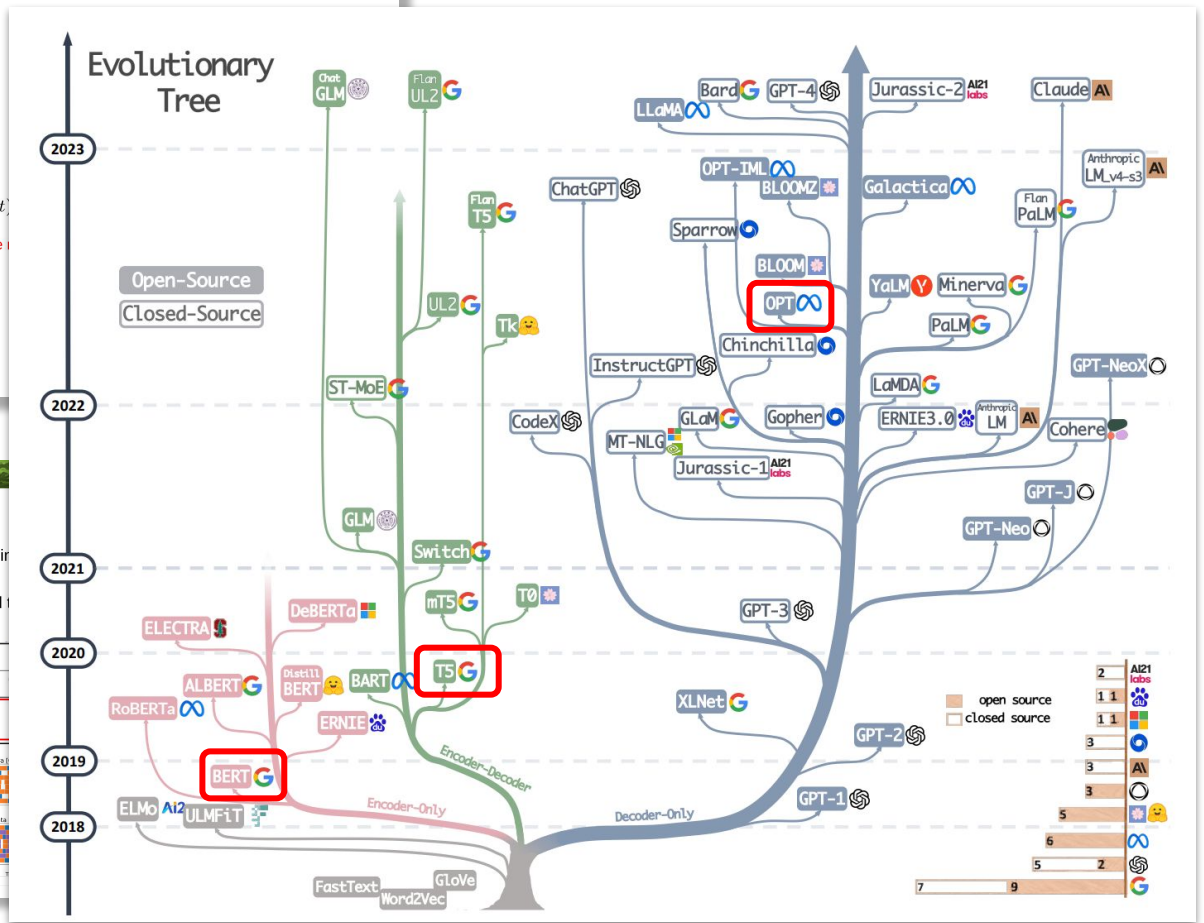 Evolutionary
Tree
2023
2022
2021
2020
2019
2018
Open-Source
Closed-Source
Chat
GLM
Flan
UL2
Flan
T5
UL2
Tk
ST-MoE
GLM
Switch
mT5
T0
T5
BART
DeBERTa
ELECTRA
ALBERT
Distill
BERT
RoBERTa
ERNIE
BERT
ELMo
Ai2
ULMFiT
FastText
Word2Vec
GloVe
Encoder-Only
Encoder-Decoder
Decoder-Only
Bard
GPT-4
Jurassic-2
AI21
labs
Claude
A\
LLaMA
OPT-IML
BLOOMZ
Galactica
Anthropic
LM_v4-s3
A\
ChatGPT
Flan
PaLM
Sparrow
BLOOM
OPT
YaLM
Y
Minerva
PaLM
Chinchilla
InstructGPT
GPT-NeoX
LaMDA
CodeX
GLaM
Gopher
ERNIE3.0
du
Anthropic
LM
A\
Cohere
MT-NLG
Jurassic-1
AI21
labs
GPT-J
GPT-Neo
GPT-3
XLNet
GPT-2
GPT-1
open source
closed source
2
AI21
labs
1 1
du
1 1
3
3
A\
3
5
6
5 2
7 9